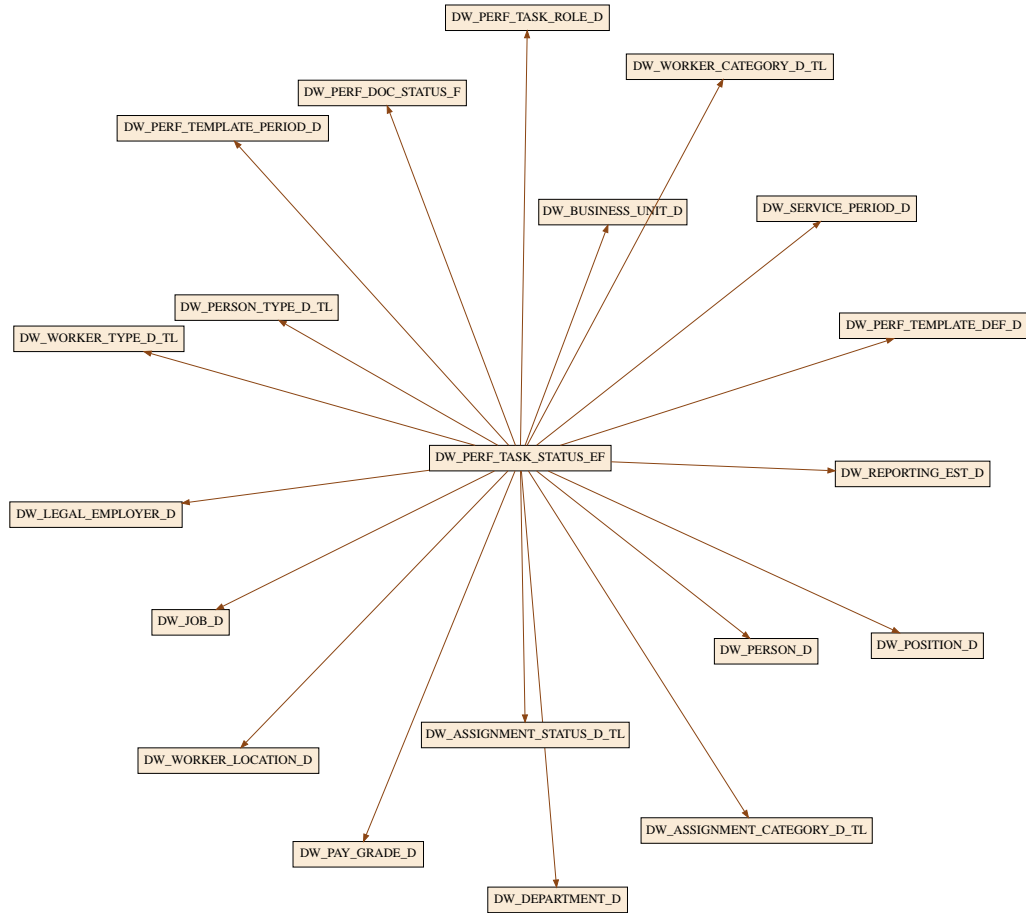 DW_PERF_TASK_ROLE_D
DW_WORKER_CATEGORY_D_TL
DW_PERF_DOC_STATUS_F
DW_PERF_TEMPLATE_PERIOD_D
DW_BUSINESS_UNIT_D
DW_SERVICE_PERIOD_D
DW_PERSON_TYPE_D_TL
DW_WORKER_TYPE_D_TL
DW_PERF_TEMPLATE_DEF_D
DW_PERF_TASK_STATUS_EF
DW_REPORTING_EST_D
DW_LEGAL_EMPLOYER_D
DW_JOB_D
DW_PERSON_D
DW_POSITION_D
DW_ASSIGNMENT_STATUS_D_TL
DW_WORKER_LOCATION_D
DW_ASSIGNMENT_CATEGORY_D_TL
DW_PAY_GRADE_D
DW_DEPARTMENT_D